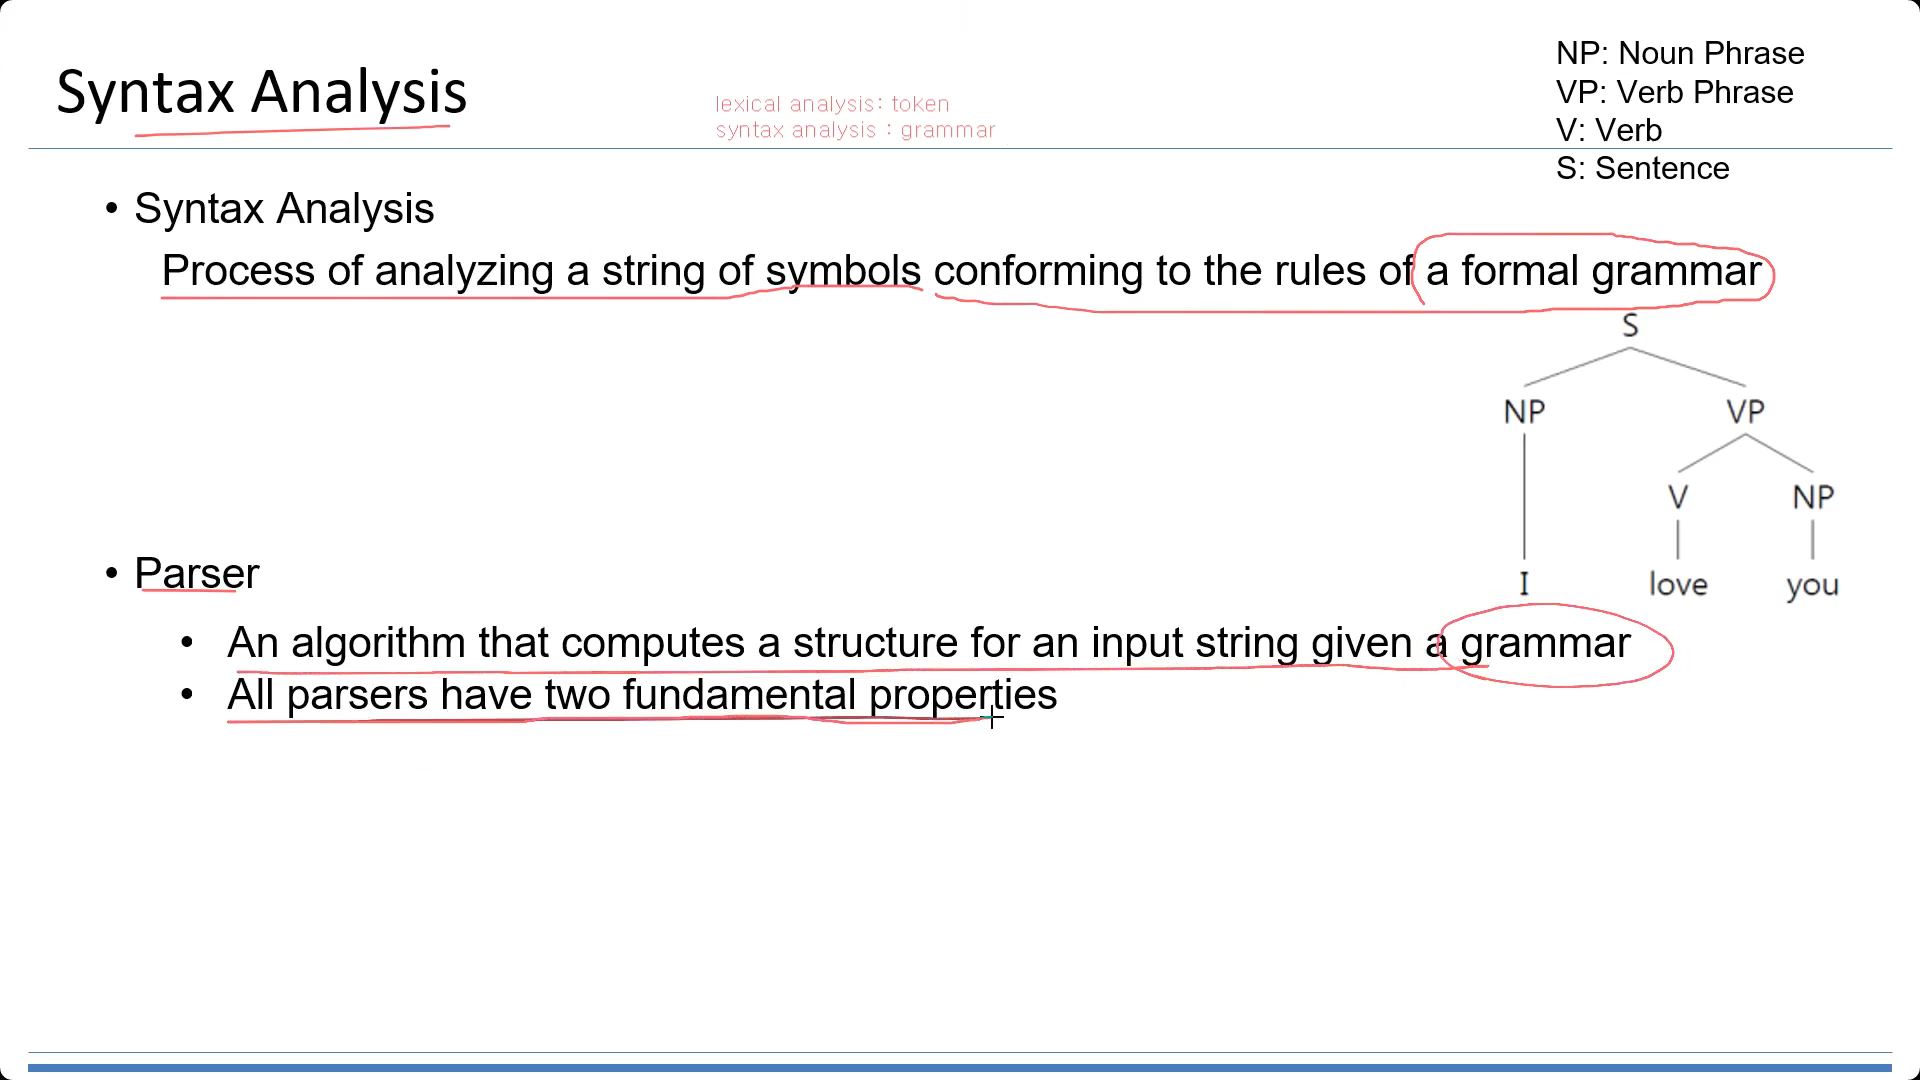 Syntax Analysis
lexical analysis: token
syntax analysis : grammar
NP: Noun Phrase
VP: Verb Phrase
V: Verb
S: Sentence
• Syntax Analysis
Process of analyzing a string of symbols conforming to the rules of a formal grammar
S
NP VP
V NP
I love you
• Parser
• An algorithm that computes a structure for an input string given a grammar
• All parsers have two fundamental properties